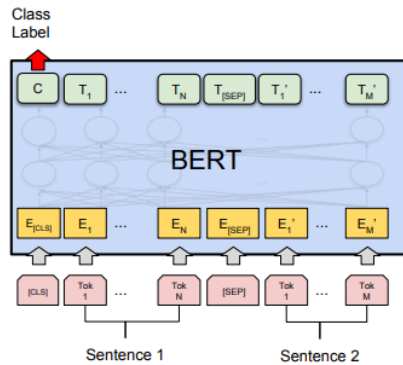 Class
Label
C T1 ... TN T[SEP] T1' ... TM'
...
BERT
...
E[CLS] E1 ... EN E[SEP] E1' ... EM'
[CLS] Tok 1 ... Tok N [SEP] Tok 1 ... Tok M
Sentence 1 Sentence 2